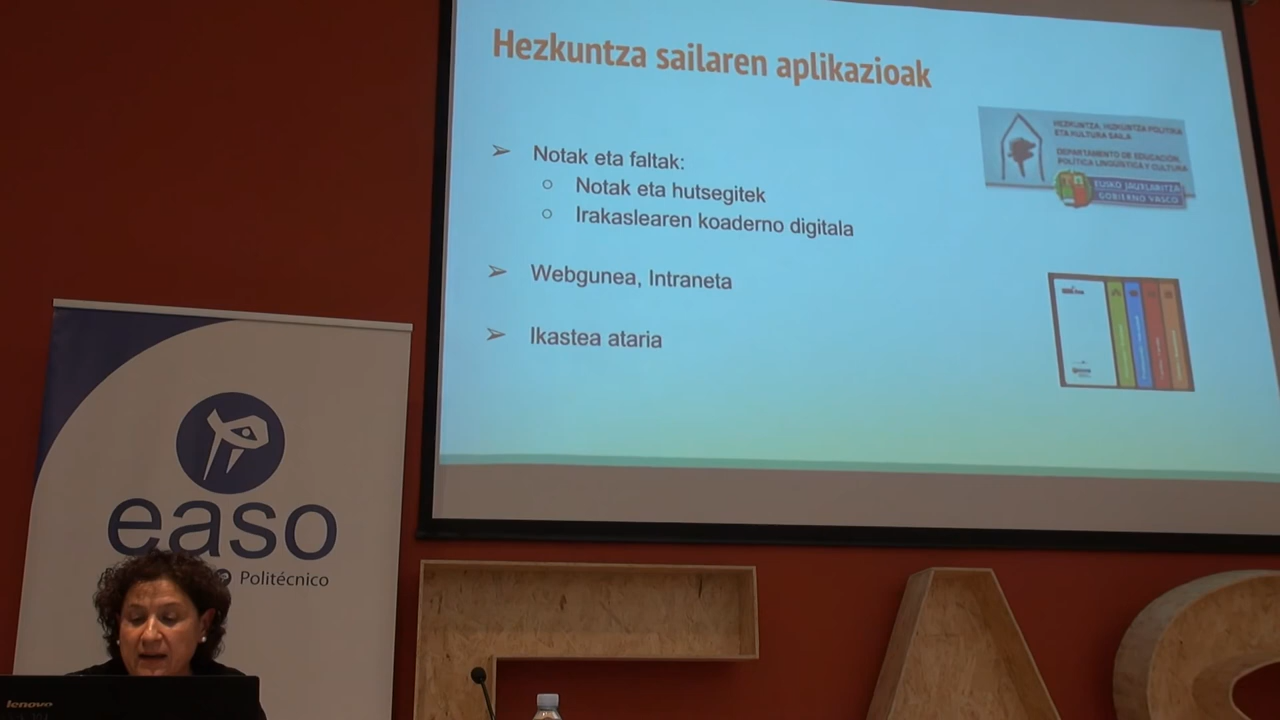 Hezkuntza sailaren aplikazioak
Notak eta faltak:
Notak eta hutsegitek
Irakaslearen koaderno digitala
Webgunea, Intraneta
Ikastea ataria
HEZKUNTZA, HIZKUNTZA POLITIKA
ETA KULTURA SAILA
DEPARTAMENTO DE EDUCACIÓN,
POLÍTICA LINGÜÍSTICA Y CULTURA
EUSKO JAURLARITZA
GOBIERNO VASCO
easo
Politécnico
lenovo
EAS